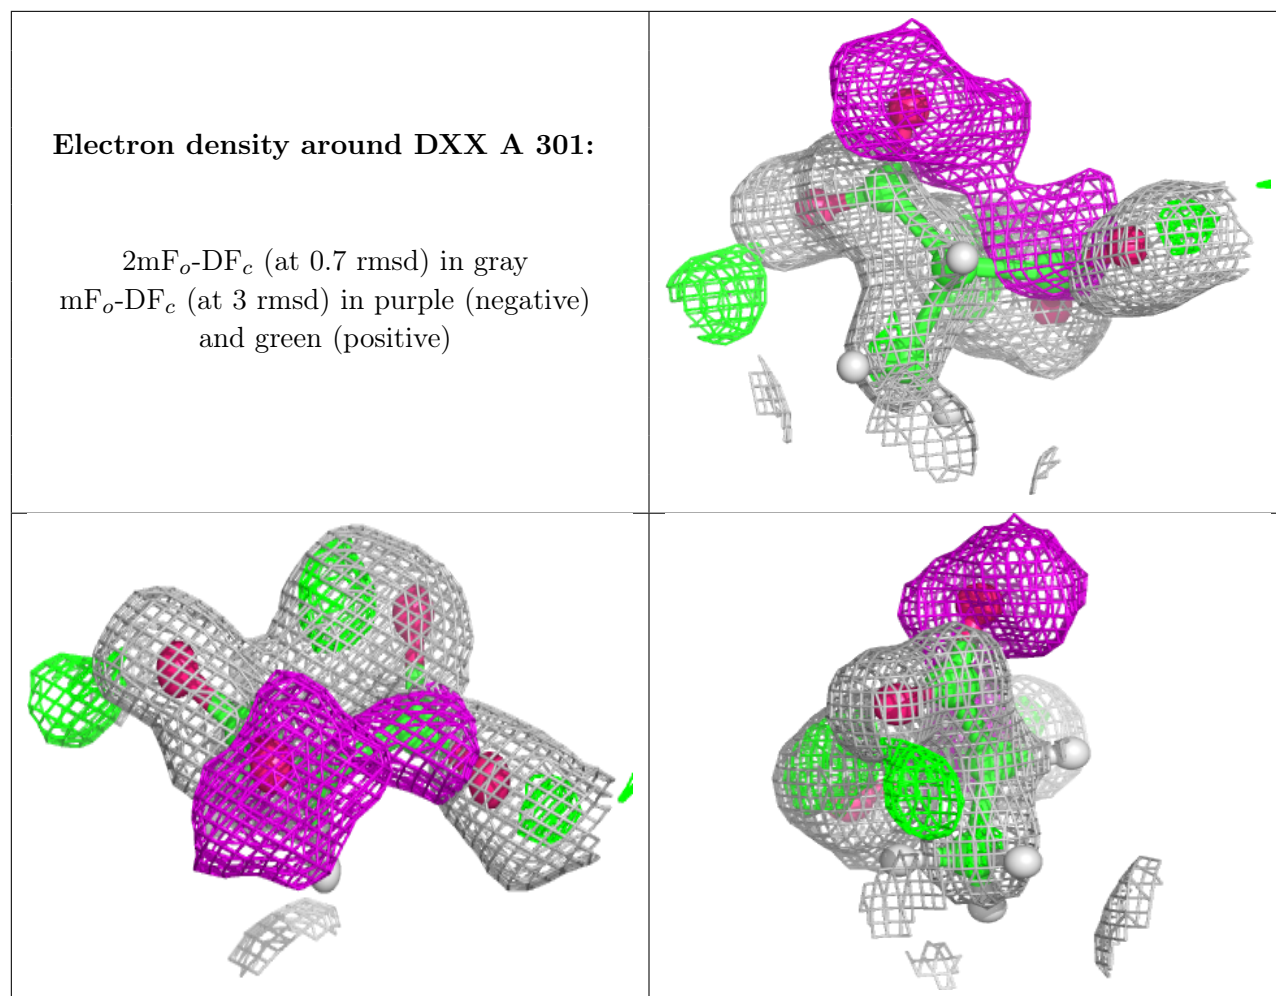 Electron density around DXX A 301:
2mFo-DFc (at 0.7 rmsd) in gray
mFo-DFc (at 3 rmsd) in purple (negative)
and green (positive)